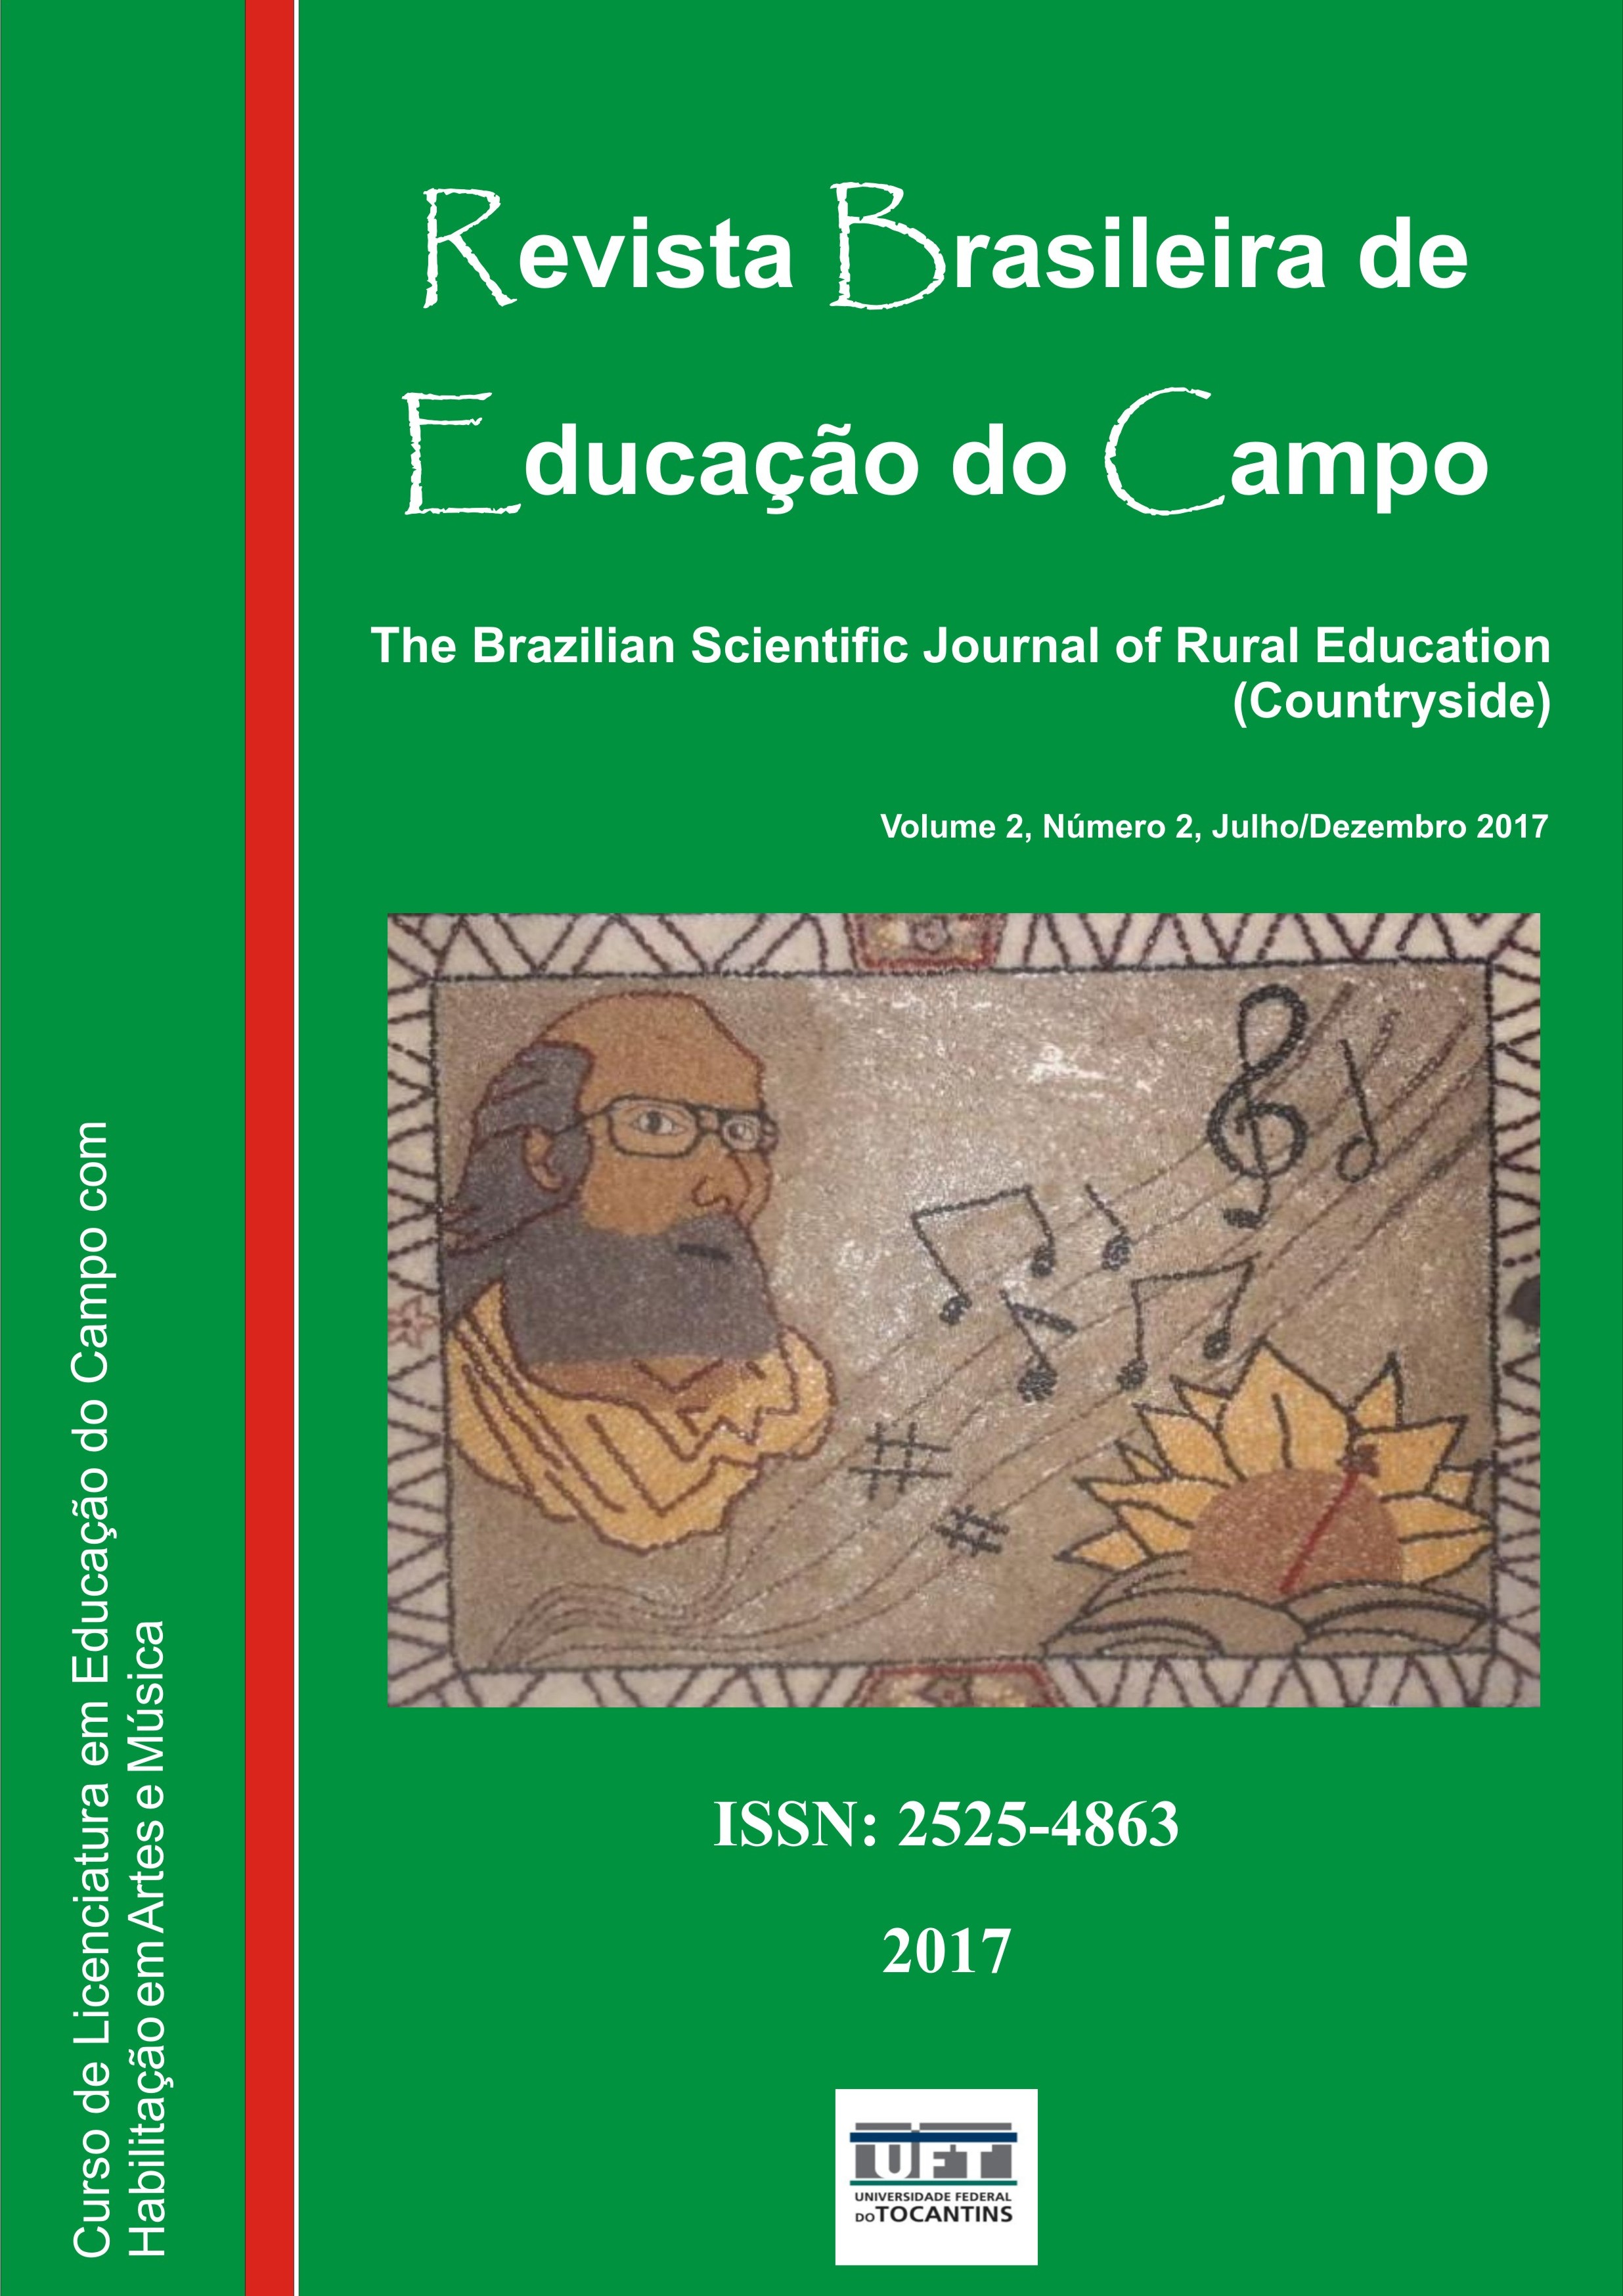 Revista Brasileira de
Educação do Campo
The Brazilian Scientific Journal of Rural Education
(Countryside)
Volume 2, Número 2, Julho/Dezembro 2017
Curso de Licenciatura em Educação do Campo com
Habilitação em Artes e Música
ISSN: 2525-4863
2017
UFT
UNIVERSIDADE FEDERAL
DO TOCANTINS